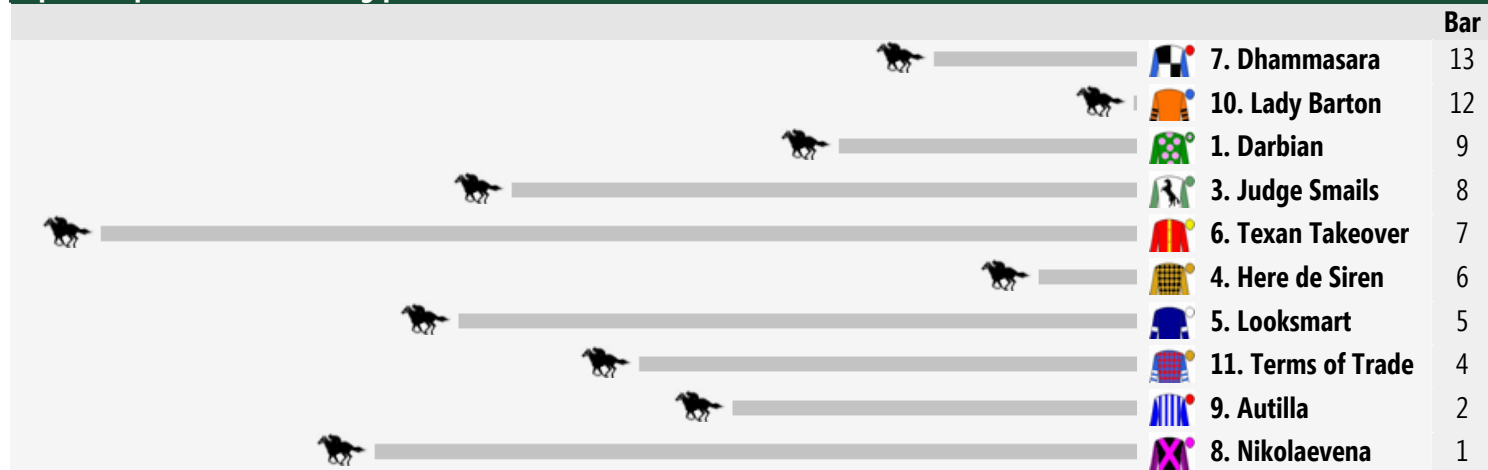 Bar
7. Dhammasara 13
10. Lady Barton 12
1. Darbian 9
3. Judge Smails 8
6. Texan Takeover 7
4. Here de Siren 6
5. Looksmart 5
11. Terms of Trade 4
9. Autilla 2
8. Nikolaevena 1